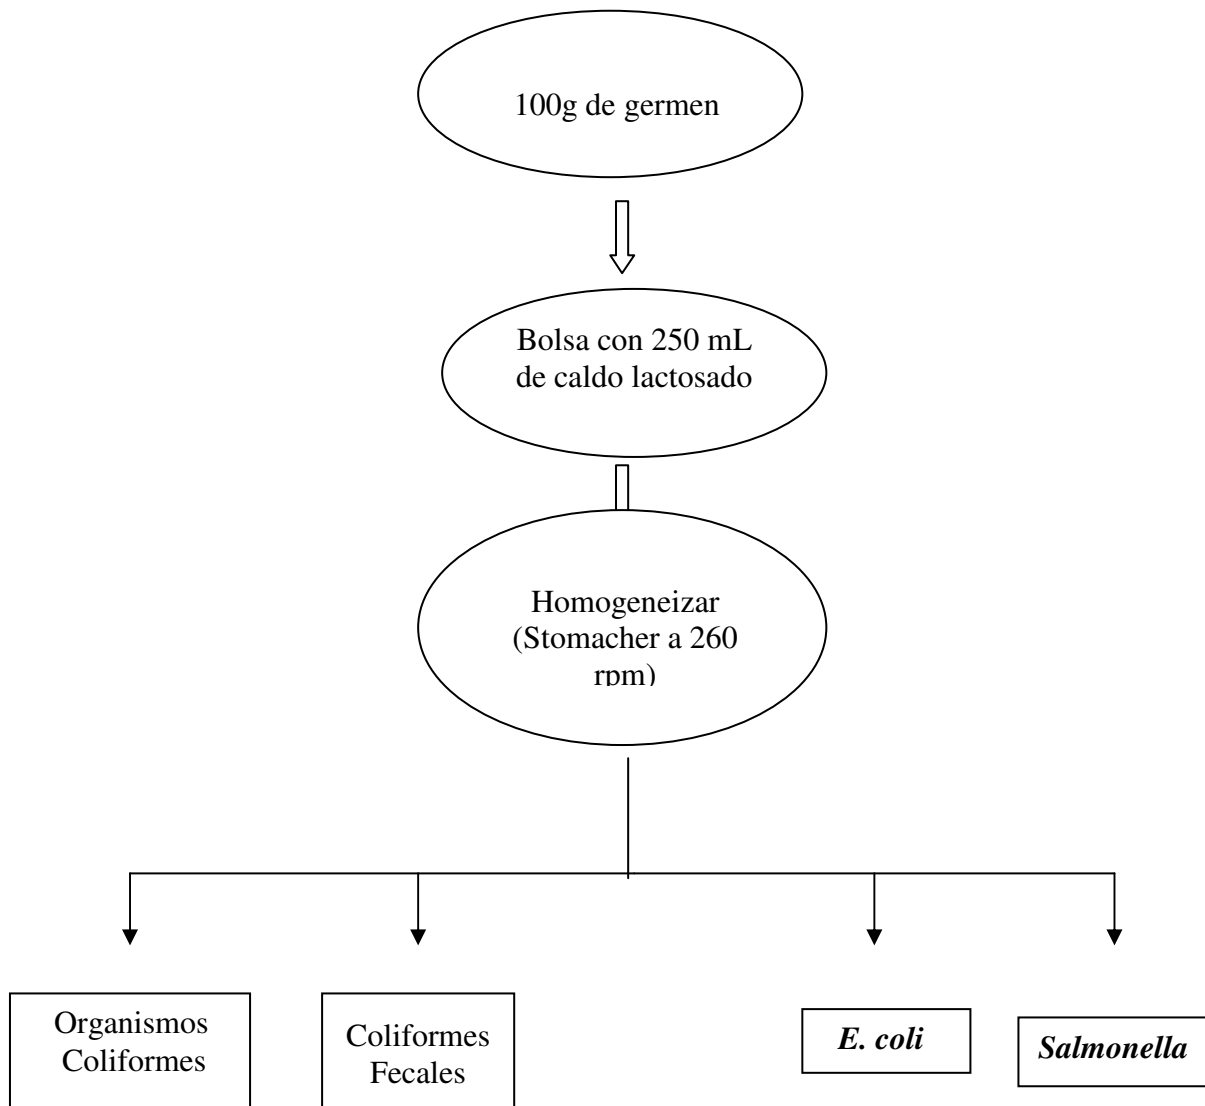 100g de germen
Bolsa con 250 mL
de caldo lactosado
Homogeneizar
(Stomacher a 260
rpm)
Organismos
Coliformes
Coliformes
Fecales
E. coli
Salmonella